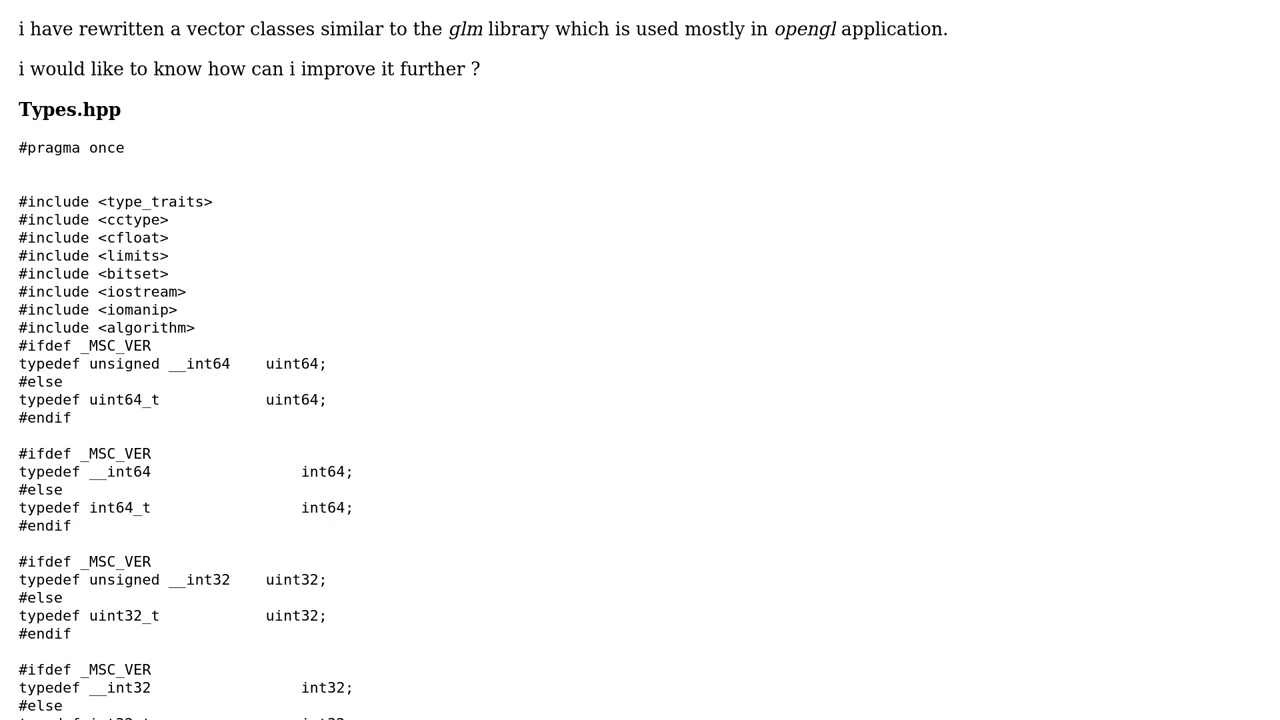 i have rewritten a vector classes similar to the glm library which is used mostly in opengl application.
i would like to know how can i improve it further ?
Types.hpp
#pragma once
#include <type_traits>
#include <cctype>
#include <cfloat>
#include <limits>
#include <bitset>
#include <iostream>
#include <iomanip>
#include <algorithm>
#ifdef _MSC_VER
typedef unsigned __int64    uint64;
#else
typedef uint64_t            uint64;
#endif
#ifdef _MSC_VER
typedef __int64                 int64;
#else
typedef int64_t                 int64;
#endif
#ifdef _MSC_VER
typedef unsigned __int32    uint32;
#else
typedef uint32_t            uint32;
#endif
#ifdef _MSC_VER
typedef __int32                 int32;
#else